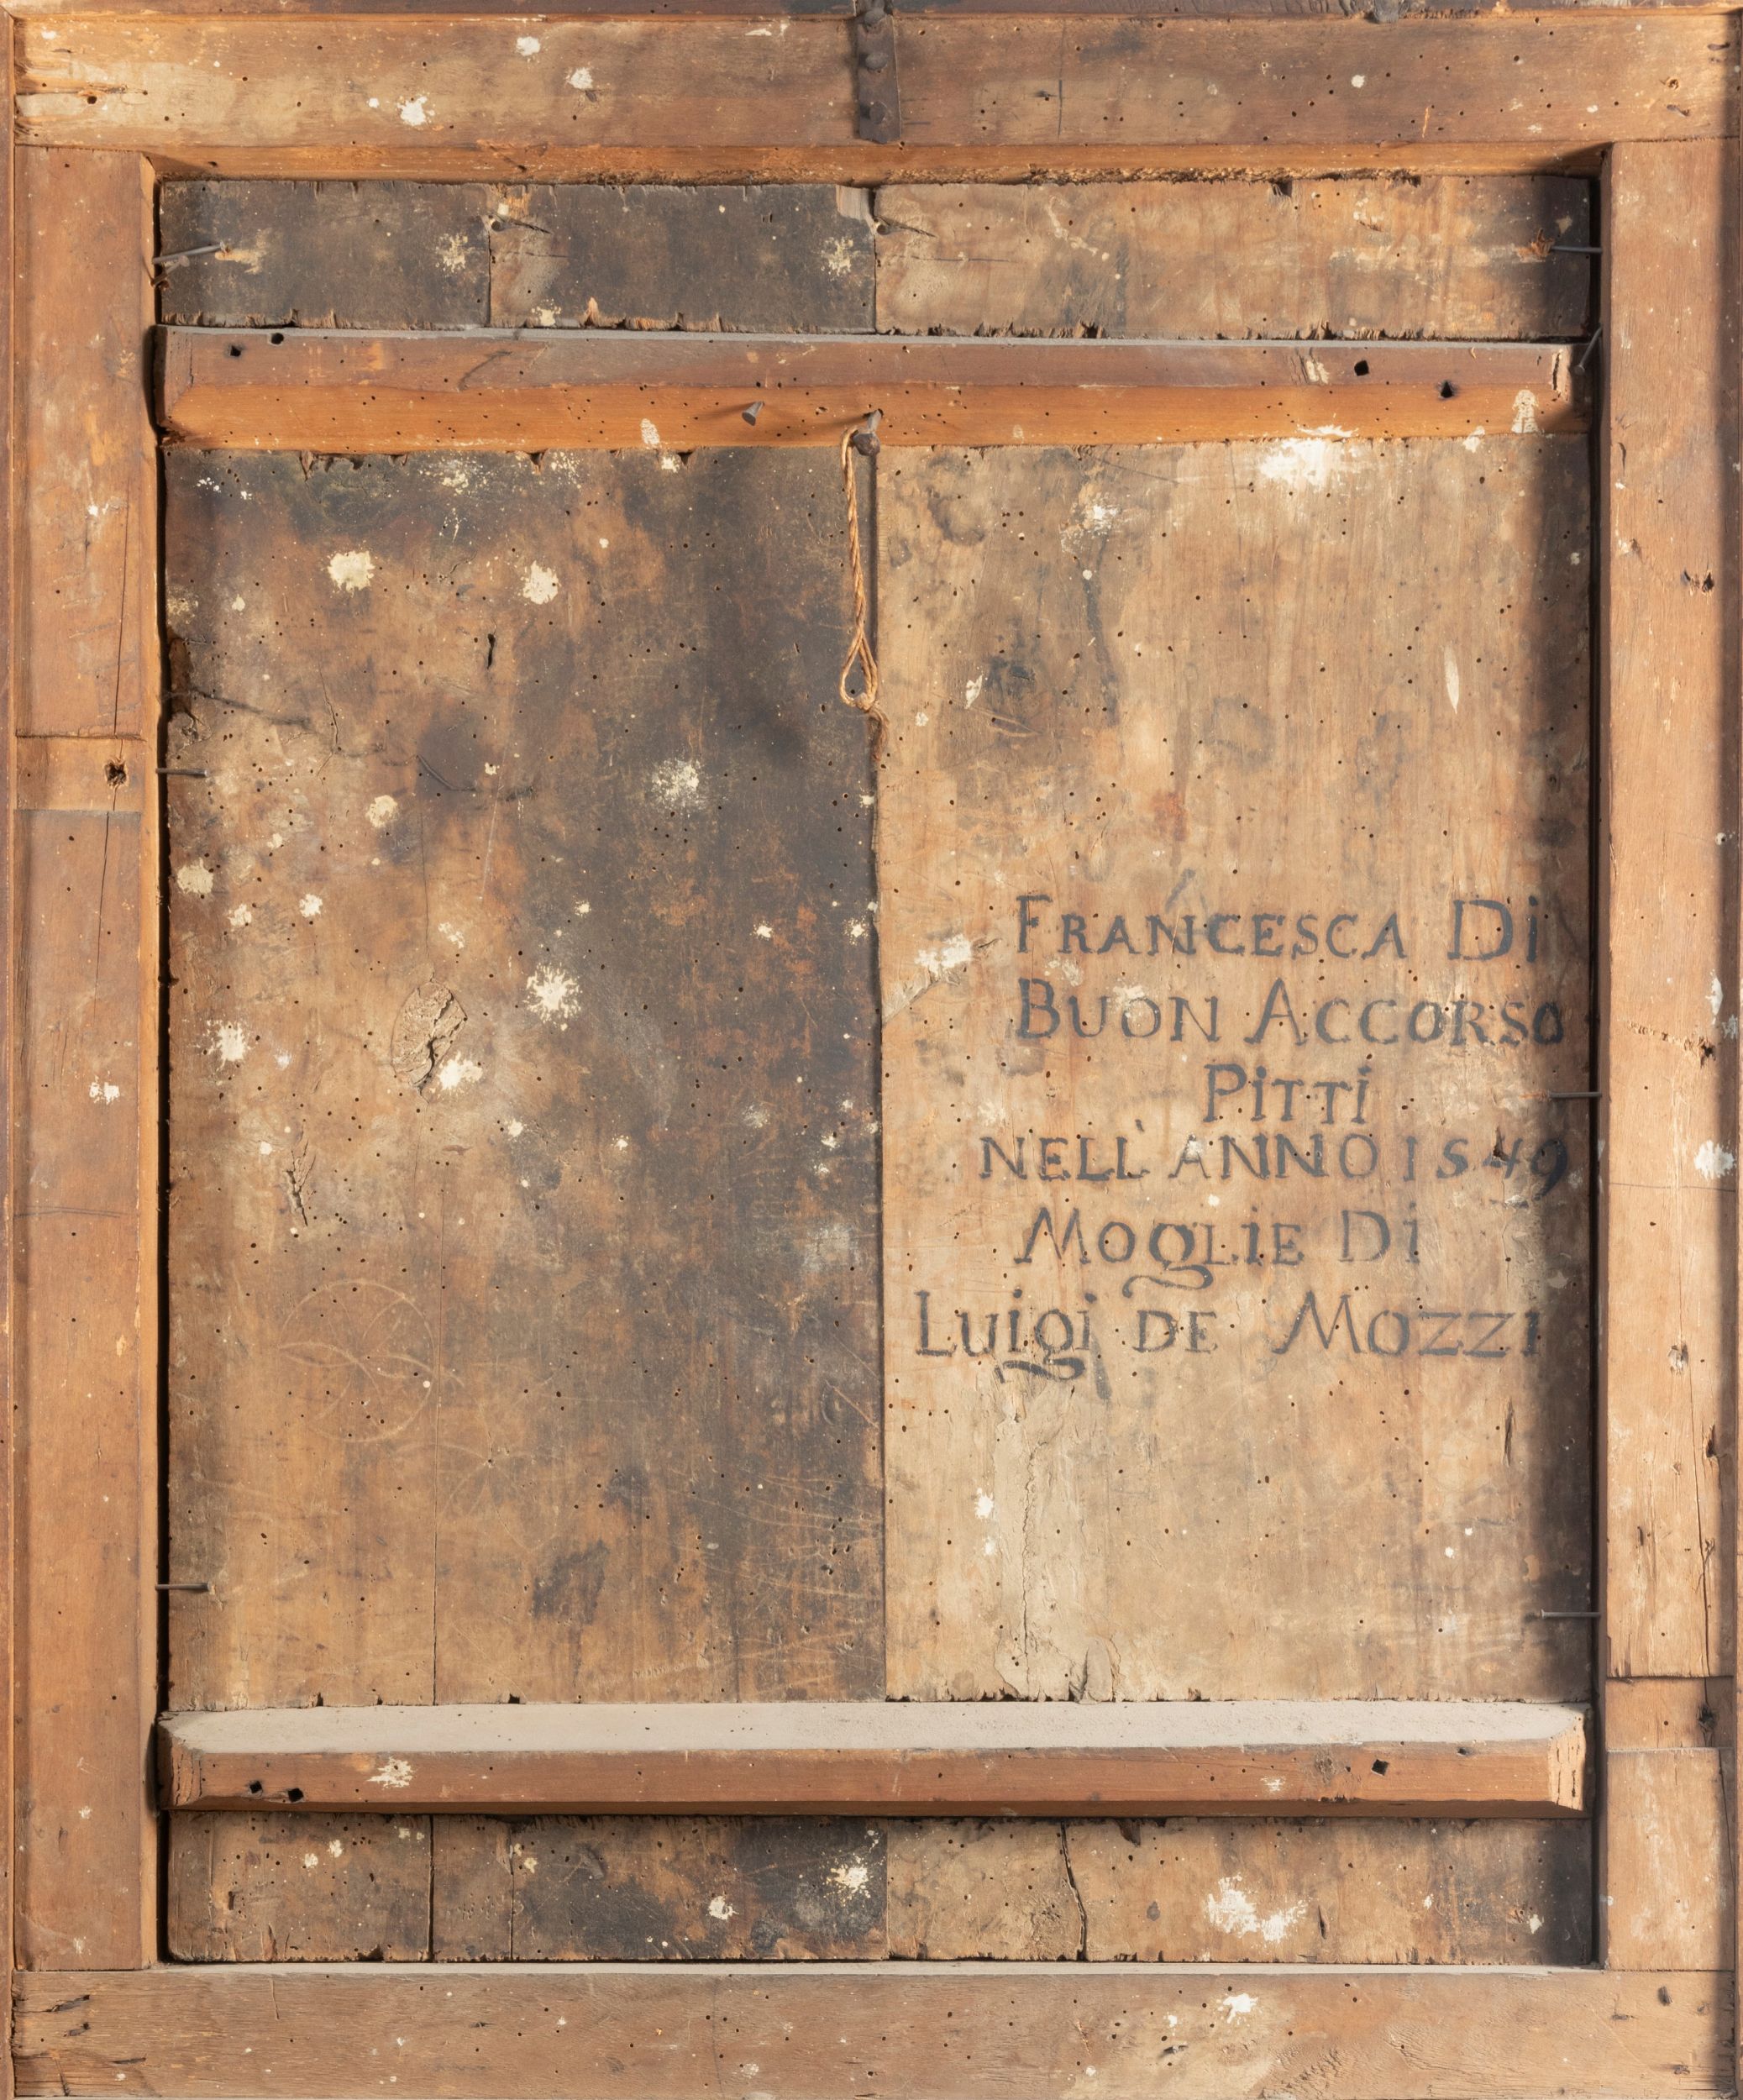 FRANCESCA Di
BUON ACCORSO
PiTTi
NELL' ANNO 1549
MOGLiE Di
LUiGi DE MOZZI